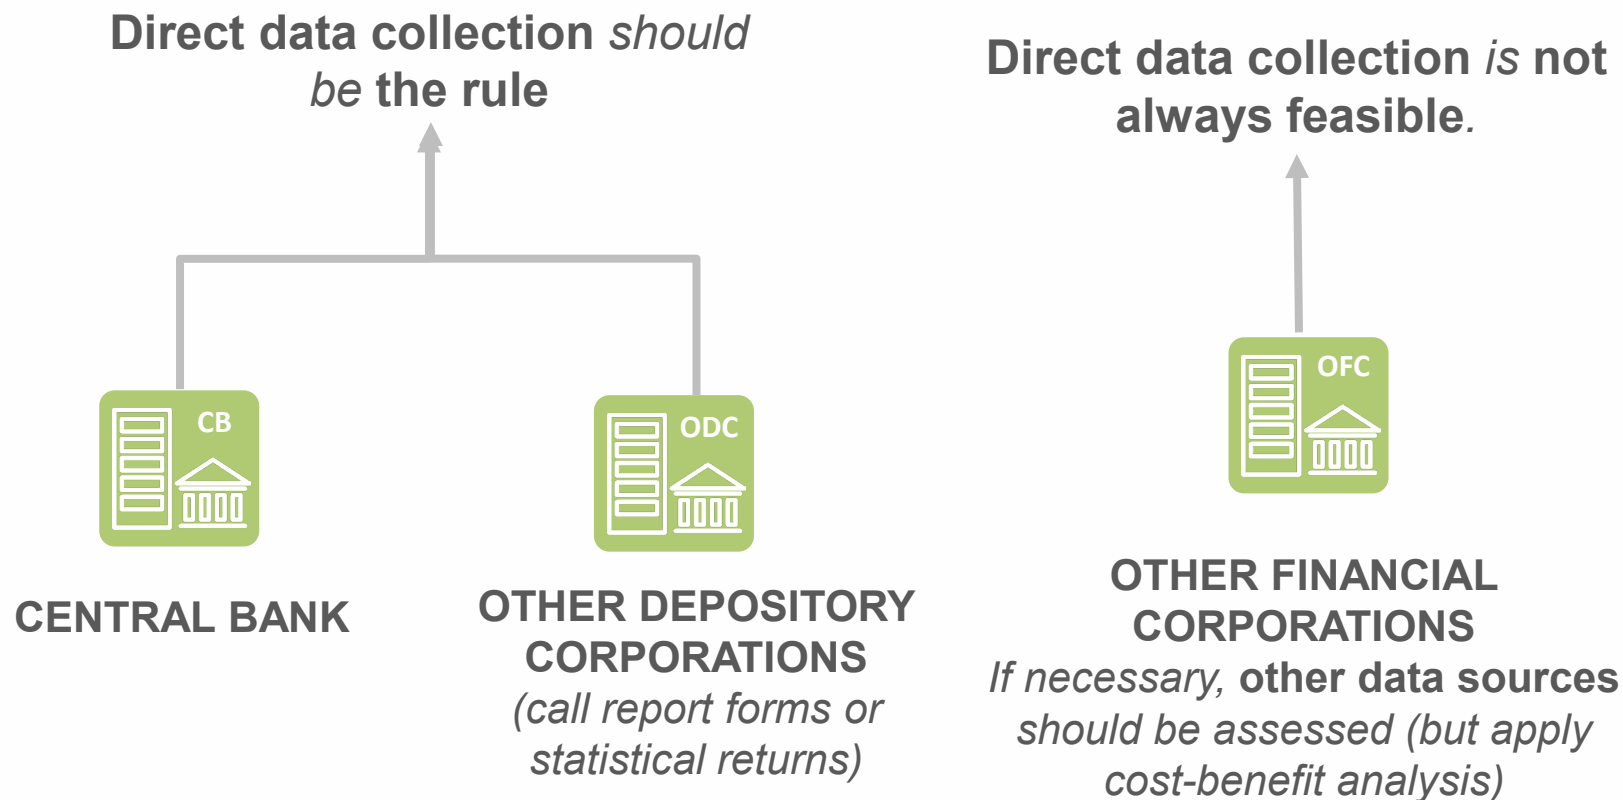 Direct data collection should
be the rule
Direct data collection is not
always feasible.
CB
ODC
OFC
CENTRAL BANK
OTHER DEPOSITORY
CORPORATIONS
(call report forms or
statistical returns)
OTHER FINANCIAL
CORPORATIONS
If necessary, other data sources
should be assessed (but apply
cost-benefit analysis)